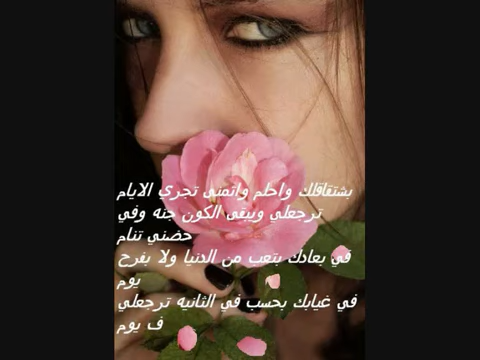 بشتقاقلك واحلم واتمنى تجري الايام
ترجعلي ويبقى الكون جنه وفي
حضني تنام
في بعادك بتعب من الدنيا ولا بفرح
يوم
في غيابك بحسب في الثانيه ترجعلي
ف يوم